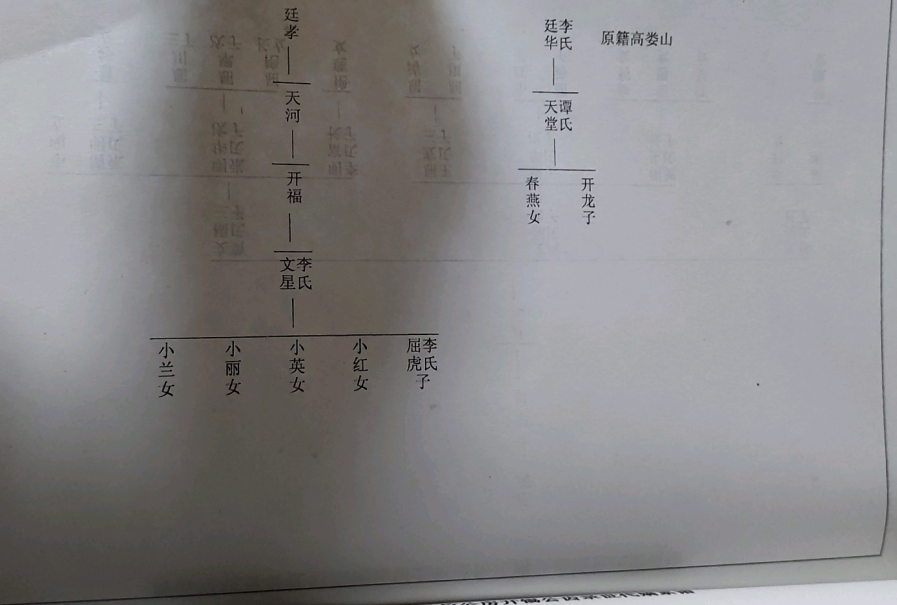 原籍高娄山
李氏
廷华
谭氏
天堂
开龙子
春燕女
廷孝
天河
开福
李氏
文星
李氏
屈虎子
小红女
小英女
小丽女
小兰女